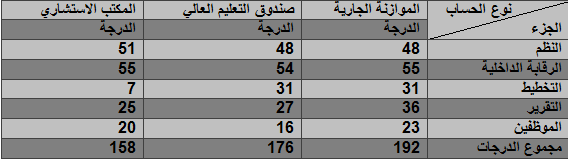 نوع الحساب الموازنة الجارية صندوق التعليم العالي المكتب الاستشاري
الجزء الدرجة الدرجة الدرجة
النظم 48 48 51
الرقابة الداخلية 55 54 55
التخطيط 31 31 7
التقرير 36 27 25
الموظفين 23 16 20
مجموع الدرجات 192 176 158